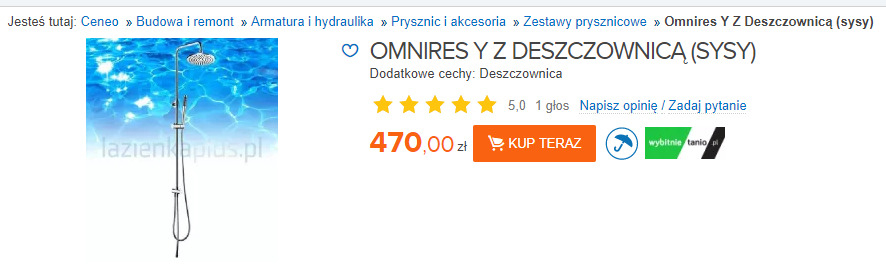 Jesteś tutaj: Ceneo » Budowa i remont » Armatura i hydraulika » Prysznic i akcesoria » Zestawy prysznicowe » Omnires Y Z Deszczownicą (sysy)
OMNIRES Y Z DESZCZOWNICĄ (SYSY)
Dodatkowe cechy: Deszczownica
5,0 1 głos Napisz opinię / Zadaj pytanie
470,00 zł KUP TERAZ wybitnie tanio.pl
lazienkaplus.pl